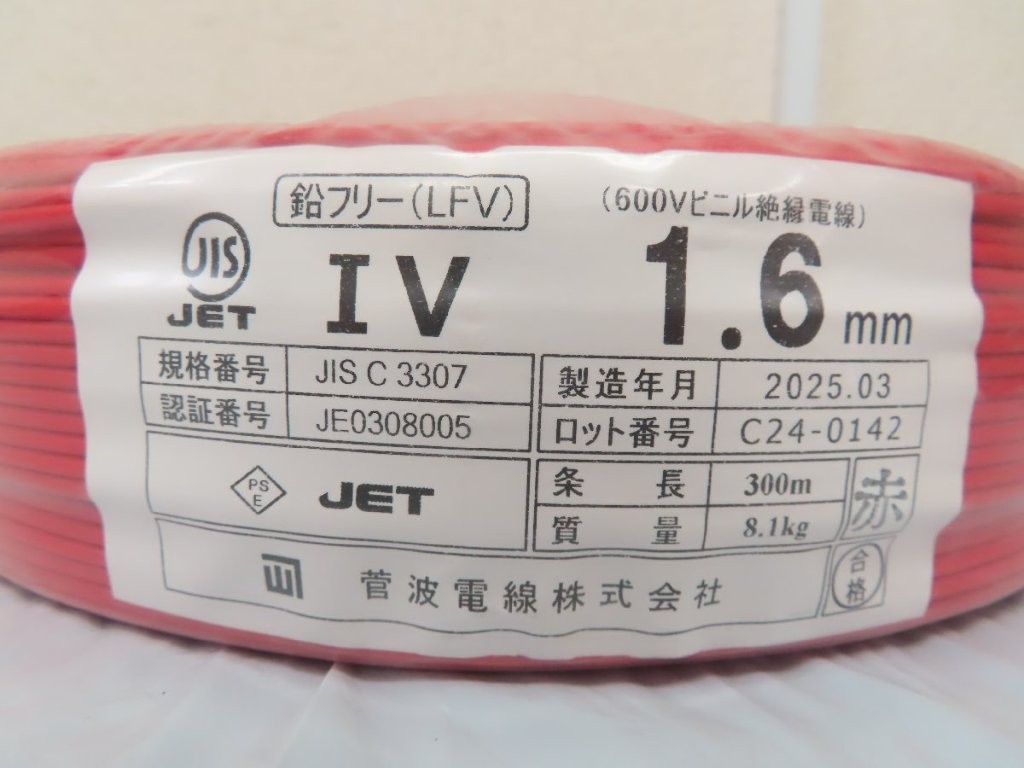 鉛フリー(LFV)
(600Vビニル絶縁電線)
JIS
JET
IV
1.6mm
規格番号 JIS C 3307
認証番号 JE0308005
製造年月 2025.03
ロット番号 C24-0142
PSE
JET
条長 300m
質量 8.1kg
赤
菅波電線株式会社
合格